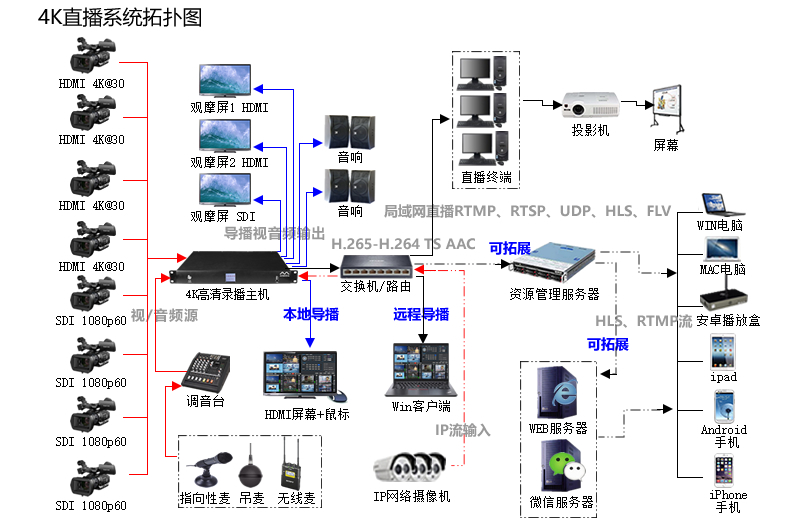 4K直播系统拓扑图
HDMI 4K@30
HDMI 4K@30
HDMI 4K@30
HDMI 4K@30
SDI 1080p60
SDI 1080p60
SDI 1080p60
SDI 1080p60
观摩屏1 HDMI
观摩屏2 HDMI
观摩屏 SDI
音响
音响
直播终端
投影机
屏幕
导播视音频输出
局域网直播RTMP、RTSP、UDP、HLS、FLV
H.265-H.264 TS AAC
4K高清录播主机
交换机/路由
可拓展
资源管理服务器
视/音频源
本地导播
远程导播
HLS、RTMP流
可拓展
WIN电脑
MAC电脑
安卓播放盒
ipad
Android
手机
iPhone
手机
调音台
HDMI屏幕+鼠标
Win客户端
WEB服务器
微信服务器
IP流输入
指向性麦
吊麦
无线麦
IP网络摄像机